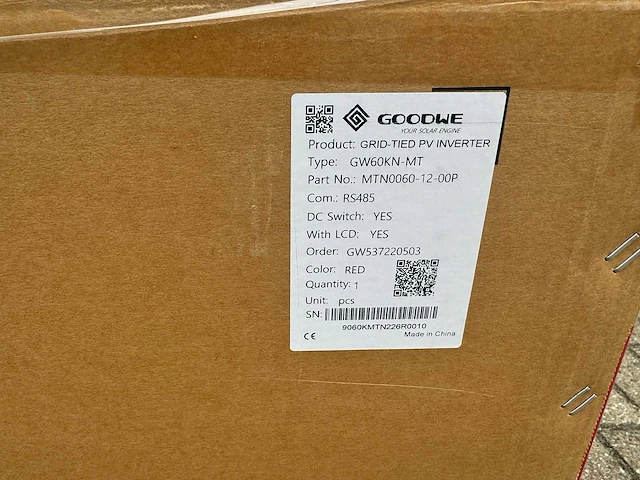 GOODWE
YOUR SOLAR ENGINE
Product: GRID-TIED PV INVERTER
Type: GW60KN-MT
Part No.: MTN0060-12-00P
Com.: RS485
DC Switch: YES
With LCD: YES
Order: GW537220503
Color: RED
Quantity: 1
Unit: pcs
SN:
9060KMTN226R0010
CE Made in China